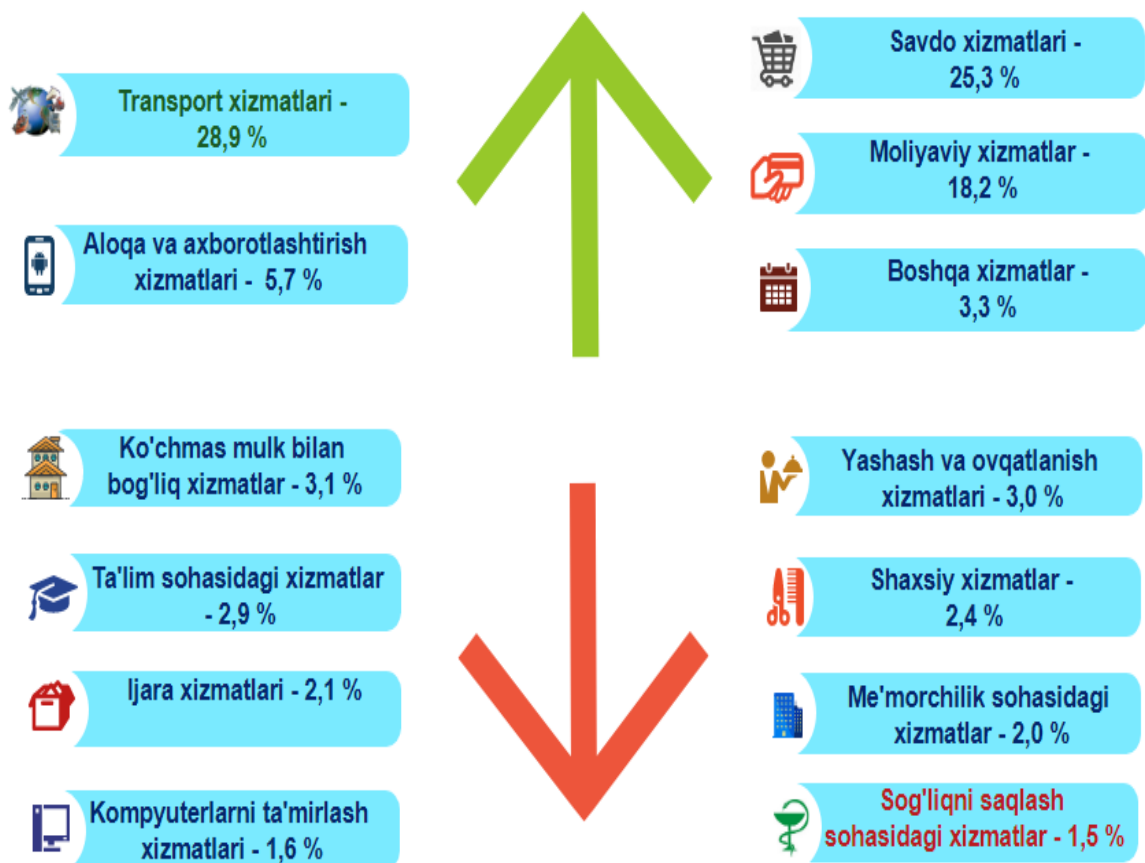 Transport xizmatlari -
28,9 %
Savdo xizmatlari -
25,3 %
Moliyaviy xizmatlar -
18,2 %
Aloqa va axborotlashtirish
xizmatlari - 5,7 %
Boshqa xizmatlar -
3,3 %
Ko'chmas mulk bilan
bog'liq xizmatlar - 3,1 %
Yashash va ovqatlanish
xizmatlari - 3,0 %
Ta'lim sohasidagi xizmatlar
- 2,9 %
Shaxsiy xizmatlar -
2,4 %
Ijara xizmatlari - 2,1 %
Me'morchilik sohasidagi
xizmatlar - 2,0 %
Kompyuterlarni ta'mirlash
xizmatlari - 1,6 %
Sog'liqni saqlash
sohasidagi xizmatlar - 1,5 %